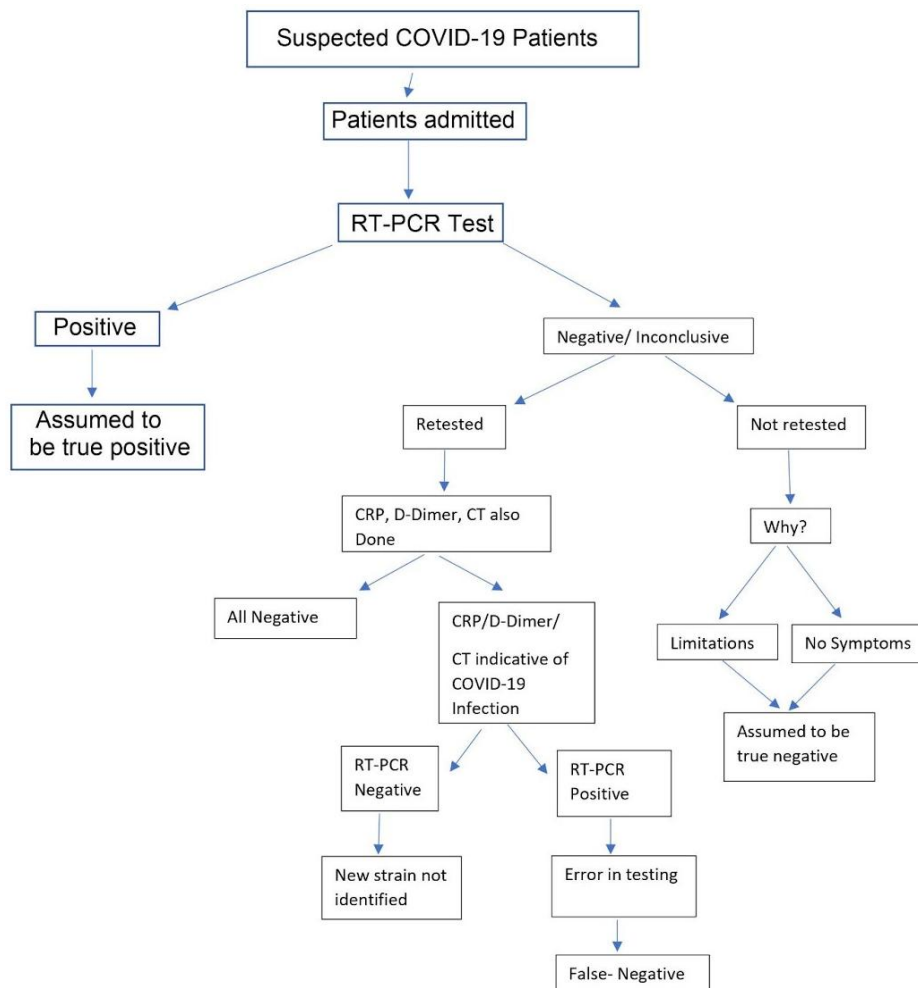 Suspected COVID-19 Patients
Patients admitted
RT-PCR Test
Positive
Negative/ Inconclusive
Assumed to
be true positive
Retested
Not retested
CRP, D-Dimer, CT also
Done
Why?
All Negative
CRP/D-Dimer/
CT indicative of
COVID-19
Infection
Limitations
No Symptoms
Assumed to be
true negative
RT-PCR
Negative
RT-PCR
Positive
New strain not
identified
Error in testing
False- Negative